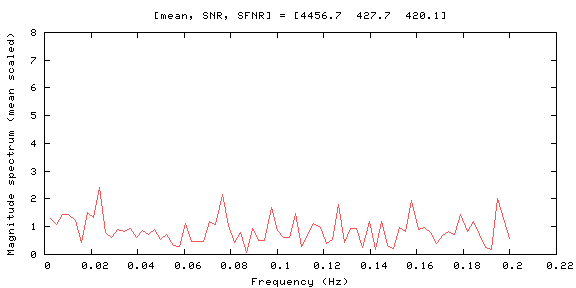 [mean, SNR, SFNR] = [4456.7 427.7 420.1]
Magnitude spectrum (mean scaled)
8
7
6
5
4
3
2
1
0
0 0.02 0.04 0.06 0.08 0.1 0.12 0.14 0.16 0.18 0.2 0.22
Frequency (Hz)